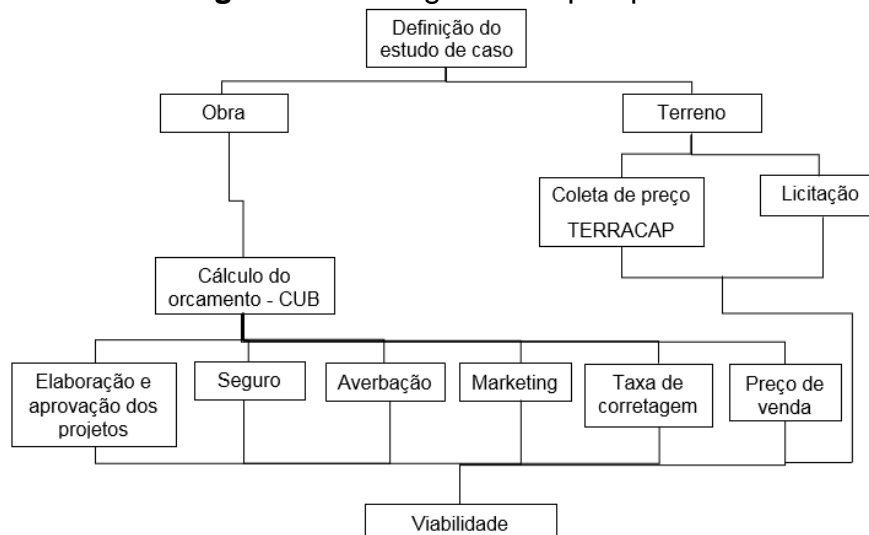 Definição do
estudo de caso
Obra
Terreno
Coleta de preço
TERRACAP
Licitação
Cálculo do
orcamento - CUB
Elaboração e
aprovação dos
projetos
Seguro
Averbação
Marketing
Taxa de
corretagem
Preço de
venda
Viabilidade